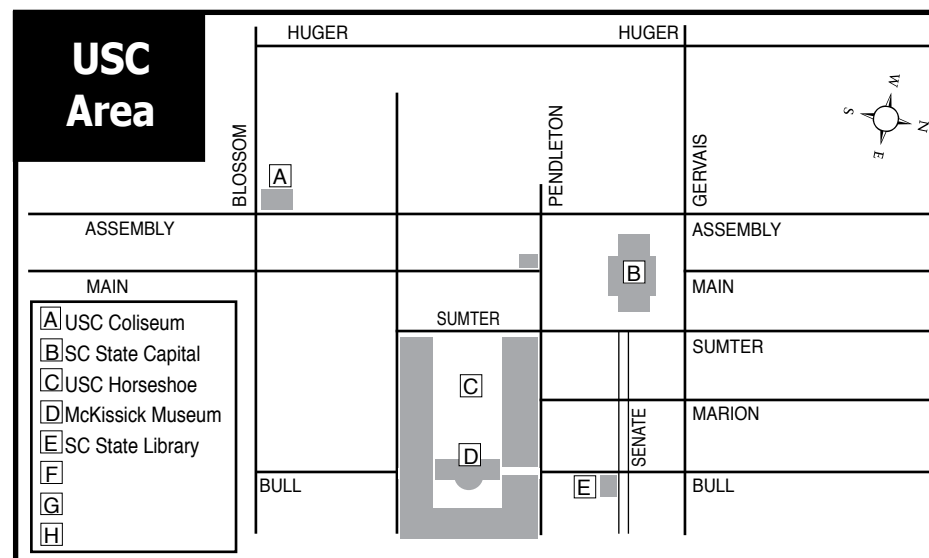 USC
Area
HUGER
HUGER
W
S
N
E
BLOSSOM
PENDLETON
GERVAIS
A
ASSEMBLY
ASSEMBLY
B
MAIN
MAIN
SUMTER
SUMTER
C
MARION
SENATE
D
BULL
E
BULL
A USC Coliseum
B SC State Capital
C USC Horseshoe
D McKissick Museum
E SC State Library
F
G
H